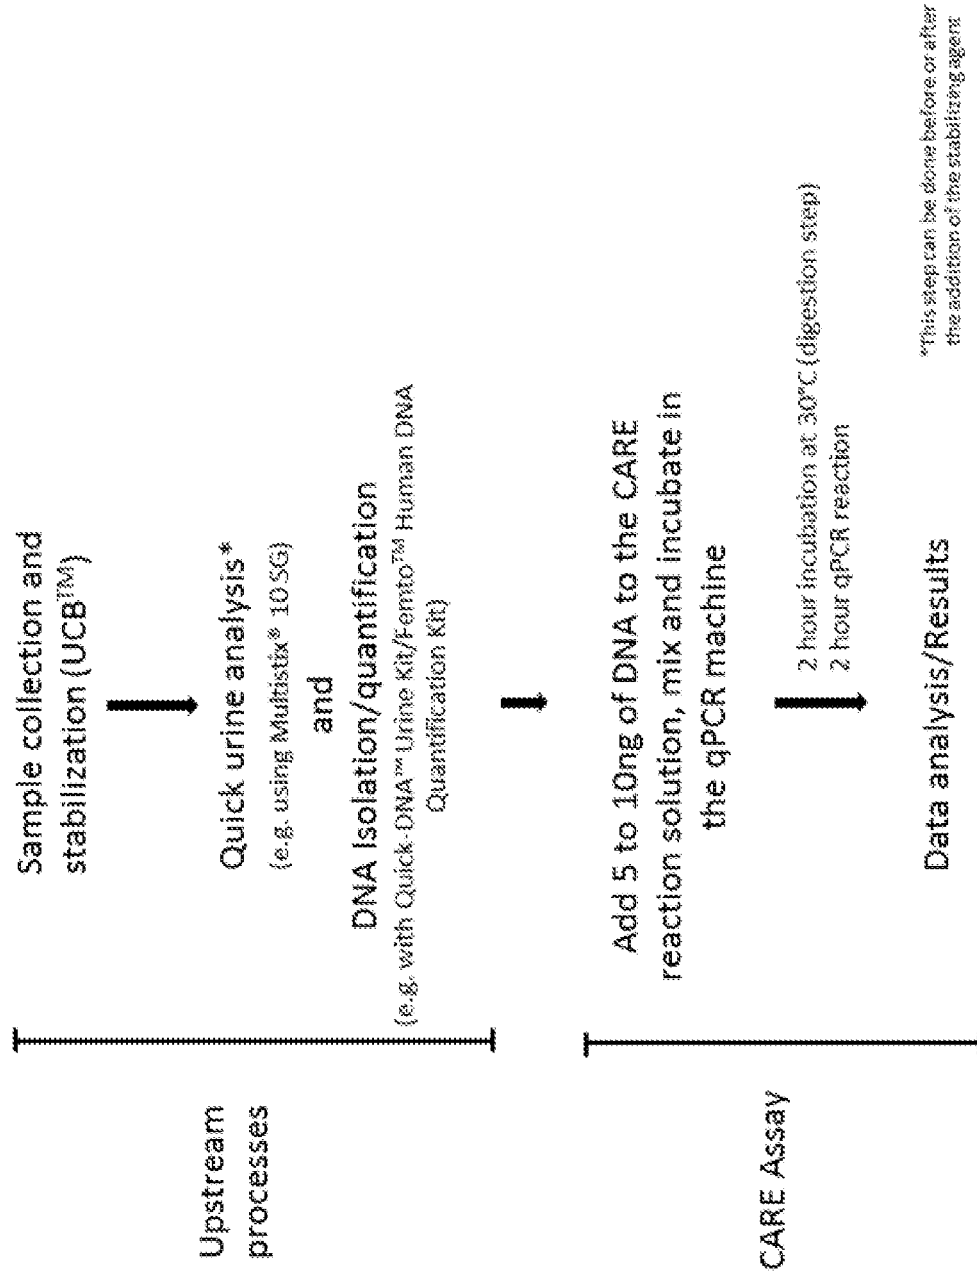 Upstream
processes
Sample collection and
stabilization (UCB™)
Quick urine analysis*
(e.g. using Multistix® 10 SG)
and
DNA Isolation/quantification
(e.g. with Quick-DNA™ Urine Kit/Femto™ Human DNA
Quantification Kit)
CARE Assay
Add 5 to 10ng of DNA to the CARE
reaction solution, mix and incubate in
the qPCR machine
2 hour incubation at 30°C (digestion step)
2 hour qPCR reaction
Data analysis/Results
*This step can be done before or after
the addition of the stabilizing agent